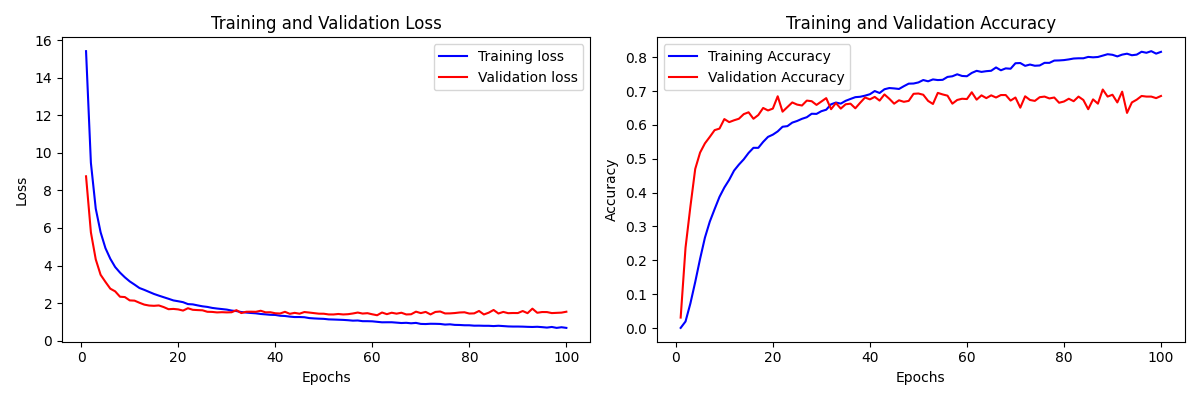 Training and Validation Loss
Training loss
Validation loss
16
14
12
10
8
6
4
2
0
Loss
0 20 40 60 80 100
Epochs
Training and Validation Accuracy
Training Accuracy
Validation Accuracy
0.8
0.7
0.6
0.5
0.4
0.3
0.2
0.1
0.0
Accuracy
0 20 40 60 80 100
Epochs